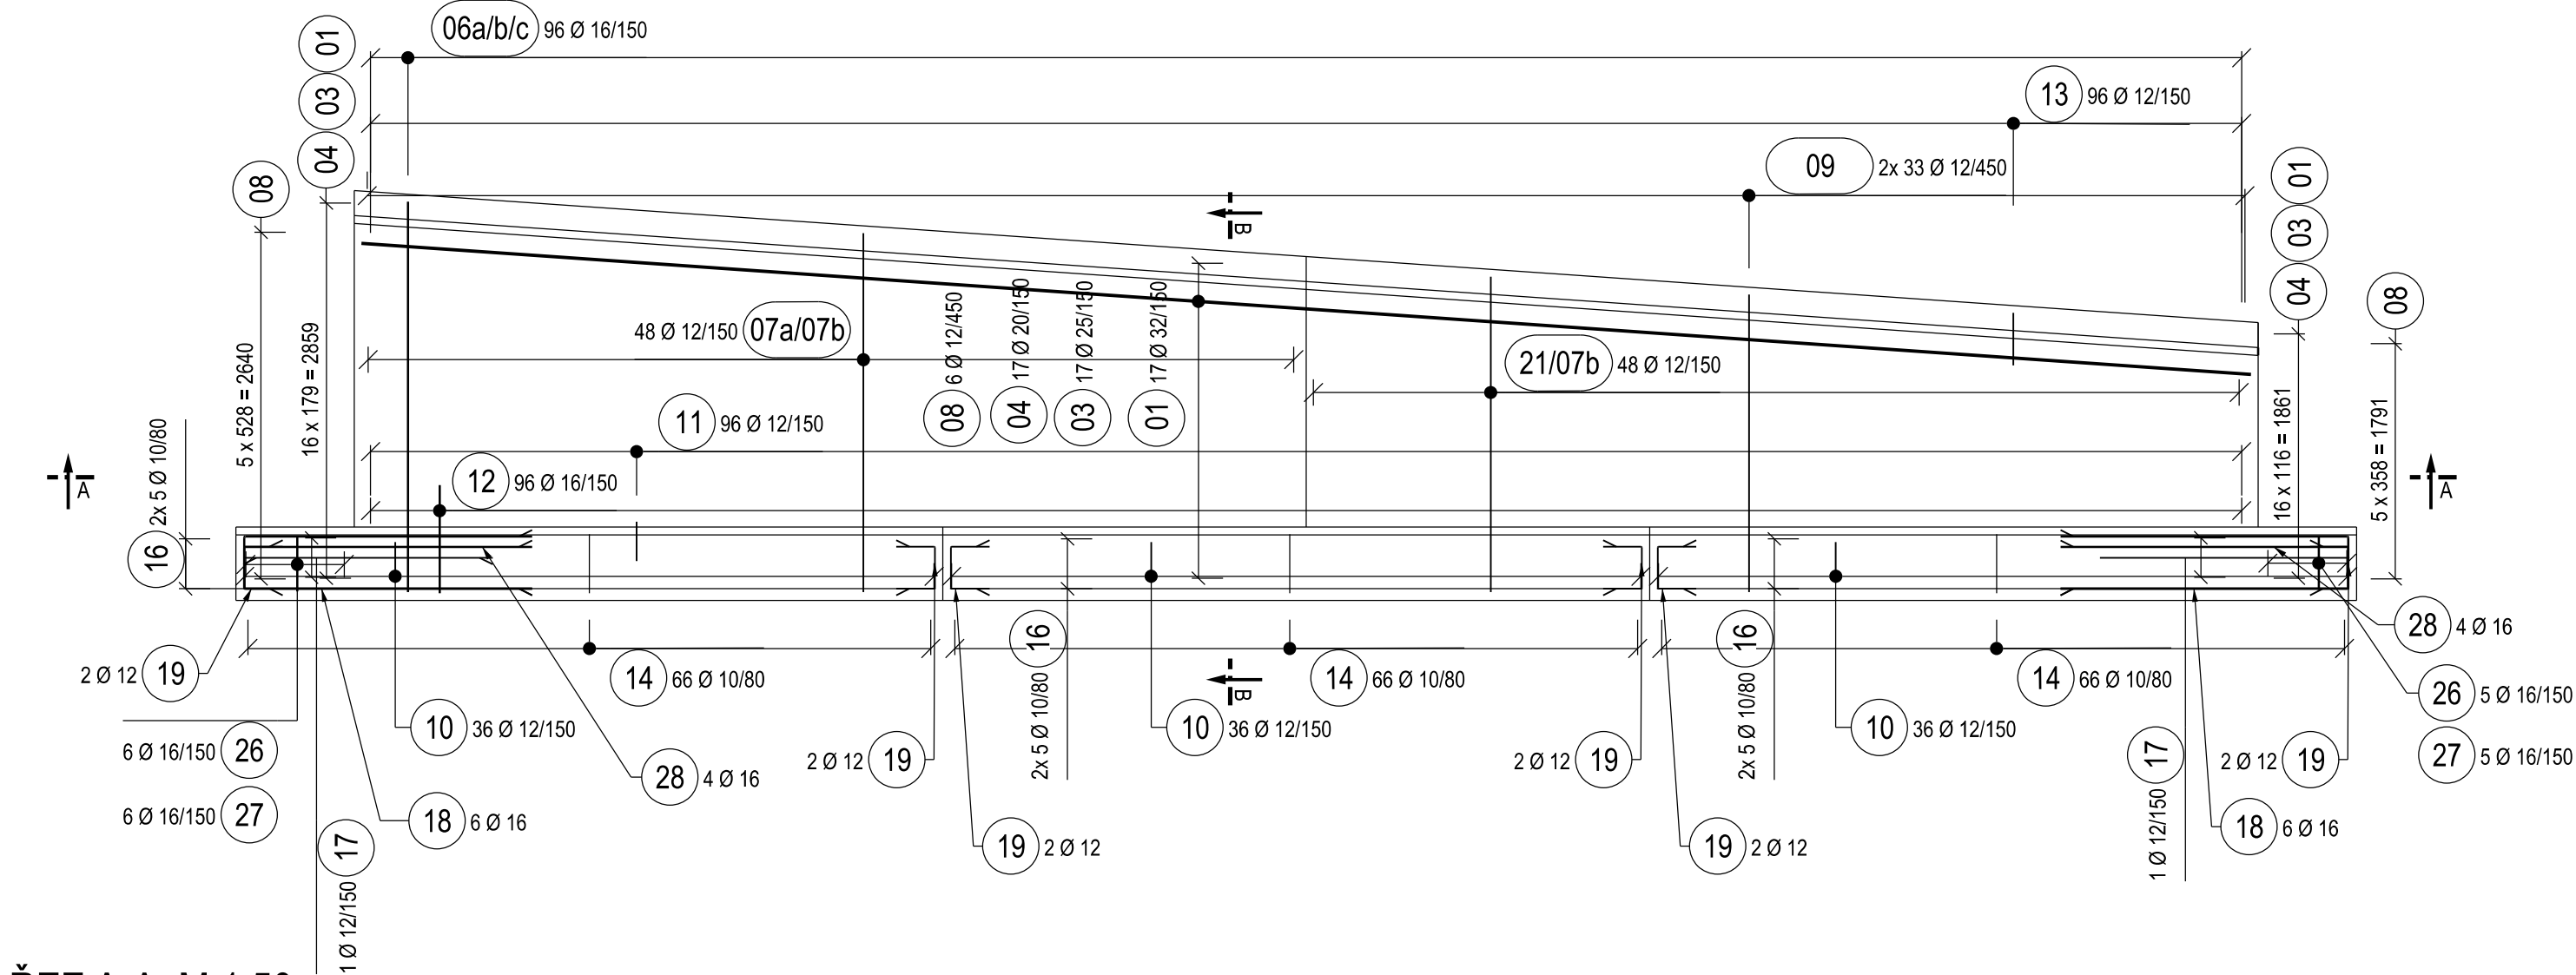 06a/b/c 96 Ø 16/150
01
03
04
08
13 96 Ø 12/150
09 2x 33 Ø 12/450
01
03
04
08
B
48 Ø 12/150 07a/07b
08 6 Ø 12/450
04 17 Ø 20/150
03 17 Ø 25/150
01 17 Ø 32/150
21/07b 48 Ø 12/150
5 x 528 = 2640
16 x 179 = 2859
16 x 116 = 1861
5 x 358 = 1791
11 96 Ø 12/150
12 96 Ø 16/150
A
A
16 2x 5 Ø 10/80
2 Ø 12 19
14 66 Ø 10/80
16 2x 5 Ø 10/80
14 66 Ø 10/80
B
16 2x 5 Ø 10/80
14 66 Ø 10/80
28 4 Ø 16
26 5 Ø 16/150
27 5 Ø 16/150
6 Ø 16/150 26
6 Ø 16/150 27
10 36 Ø 12/150
28 4 Ø 16
18 6 Ø 16
1 Ø 12/150 17
2 Ø 12 19
10 36 Ø 12/150
19 2 Ø 12
2 Ø 12 19
10 36 Ø 12/150
19 2 Ø 12
1 Ø 12/150 17
2 Ø 12 19
18 6 Ø 16